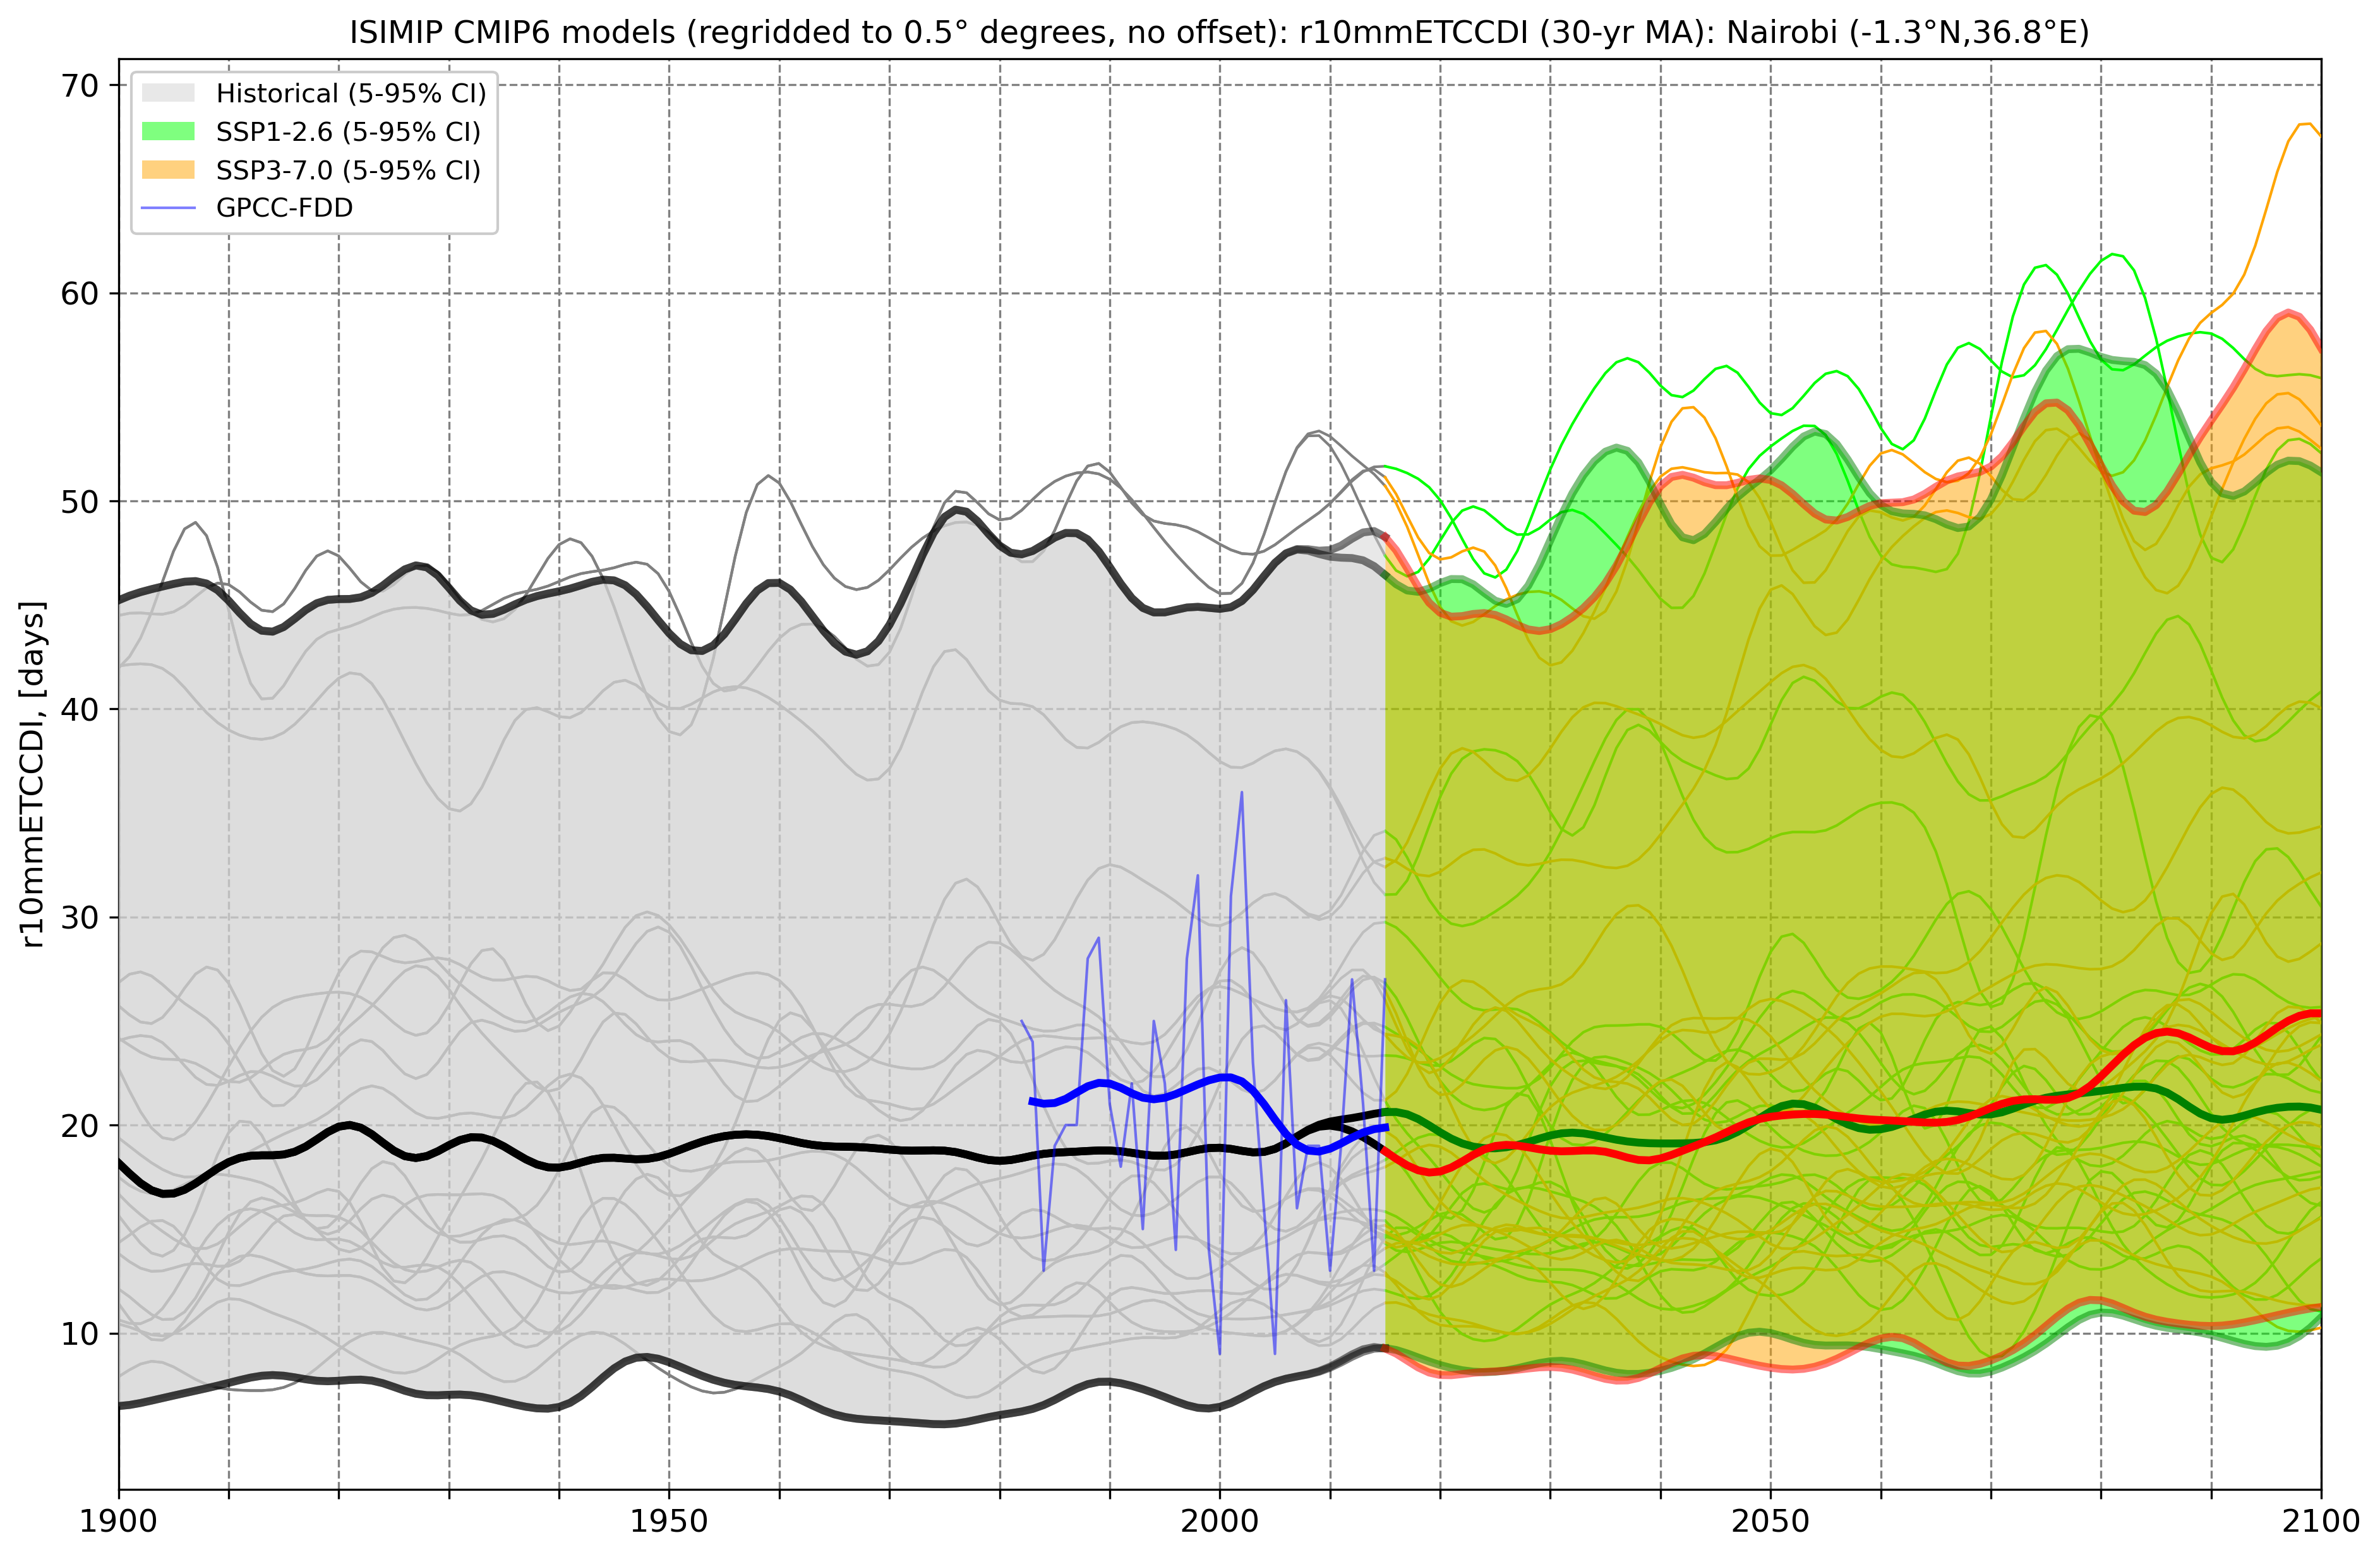 ISIMIP CMIP6 models (regridded to 0.5° degrees, no offset): r10mmETCCDI (30-yr MA): Nairobi (-1.3°N,36.8°E)
Historical (5-95% CI)
SSP1-2.6 (5-95% CI)
SSP3-7.0 (5-95% CI)
GPCC-FDD
r10mmETCCDI, [days]
70
60
50
40
30
20
10
1900
1950
2000
2050
2100